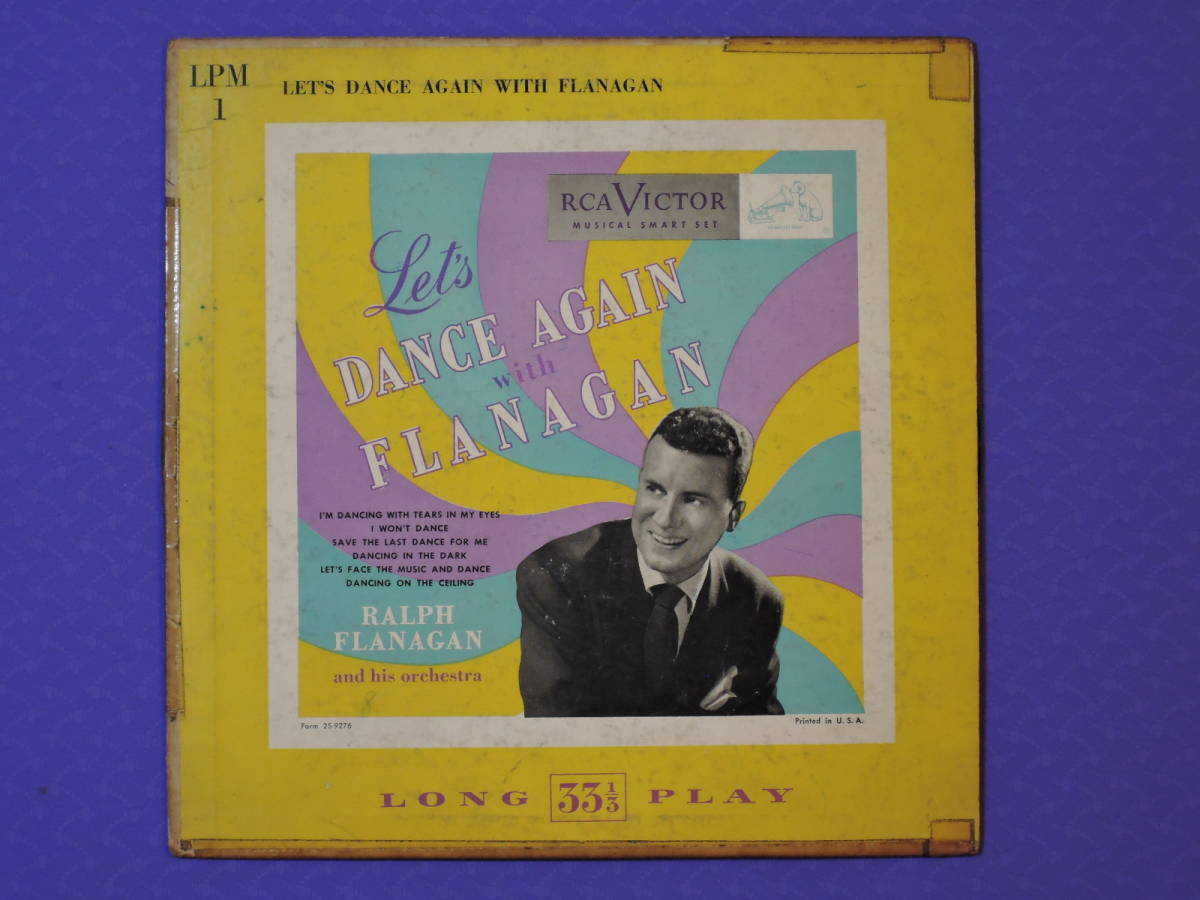 LPM
1
LET'S DANCE AGAIN WITH FLANAGAN
RCA VICTOR
MUSICAL SMART SET
Let's
DANCE AGAIN
with
FLANAGAN
I'M DANCING WITH TEARS IN MY EYES
I WON'T DANCE
SAVE THE LAST DANCE FOR ME
DANCING IN THE DARK
LET'S FACE THE MUSIC AND DANCE
DANCING ON THE CEILING
RALPH
FLANAGAN
and his orchestra
Form 25-9276
Printed in U. S. A.
LONG 33 1/3 PLAY